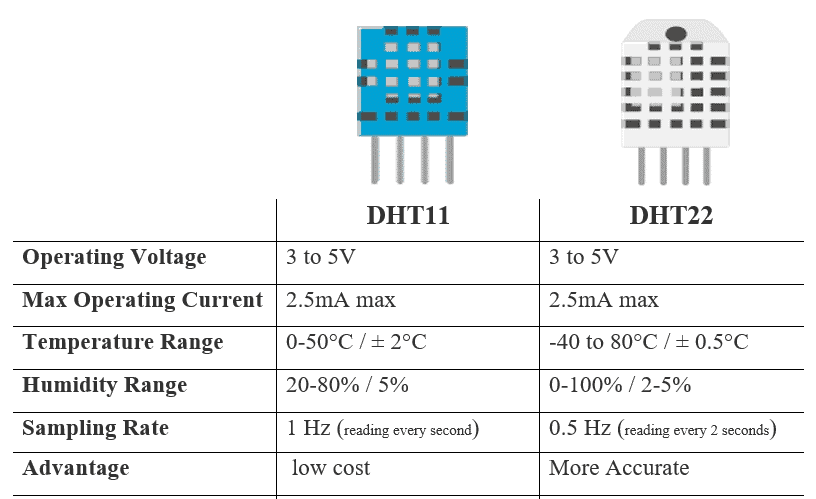 DHT11 DHT22
Operating Voltage 3 to 5V 3 to 5V
Max Operating Current 2.5mA max 2.5mA max
Temperature Range 0-50°C / ± 2°C -40 to 80°C / ± 0.5°C
Humidity Range 20-80% / 5% 0-100% / 2-5%
Sampling Rate 1 Hz (reading every second) 0.5 Hz (reading every 2 seconds)
Advantage low cost More Accurate